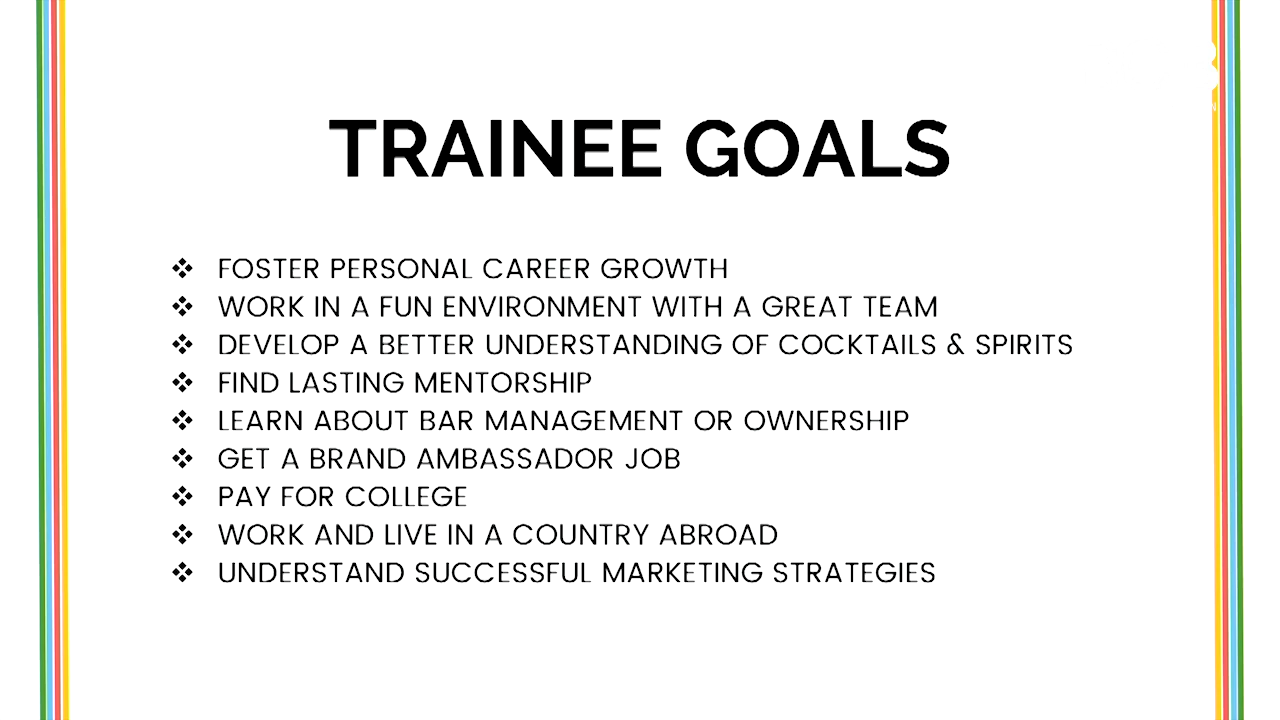 TRAINEE GOALS
❖ FOSTER PERSONAL CAREER GROWTH
❖ WORK IN A FUN ENVIRONMENT WITH A GREAT TEAM
❖ DEVELOP A BETTER UNDERSTANDING OF COCKTAILS & SPIRITS
❖ FIND LASTING MENTORSHIP
❖ LEARN ABOUT BAR MANAGEMENT OR OWNERSHIP
❖ GET A BRAND AMBASSADOR JOB
❖ PAY FOR COLLEGE
❖ WORK AND LIVE IN A COUNTRY ABROAD
❖ UNDERSTAND SUCCESSFUL MARKETING STRATEGIES